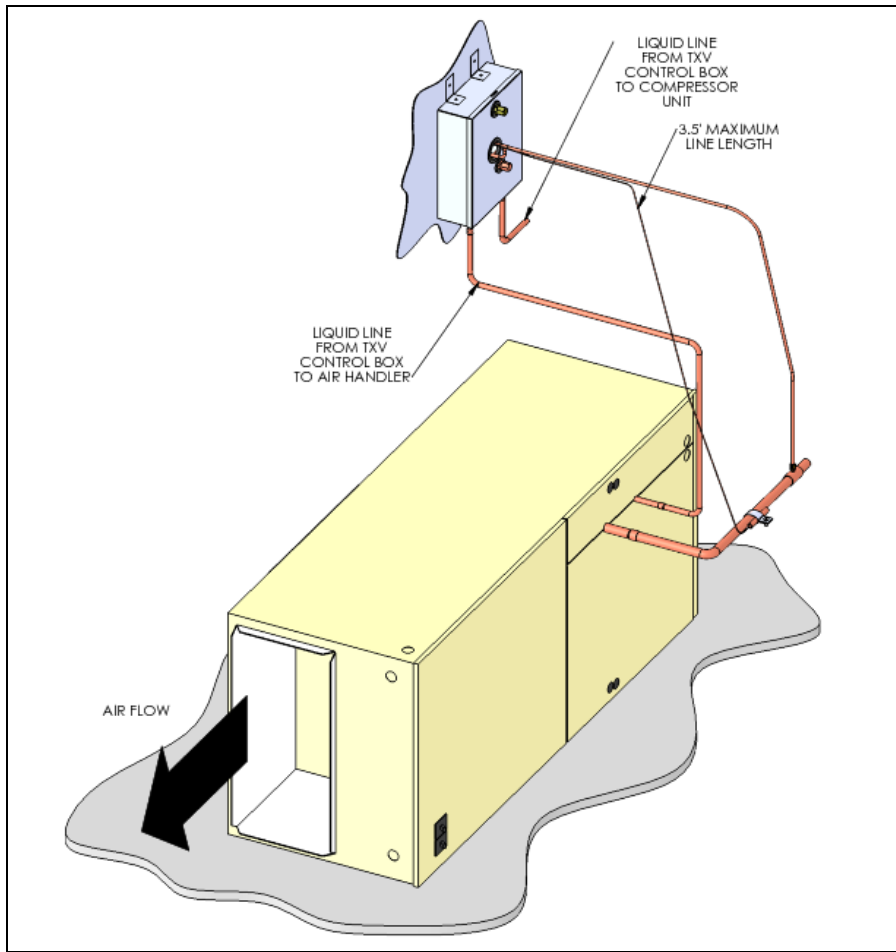 LIQUID LINE
FROM TXV
CONTROL BOX
TO COMPRESSOR
UNIT
3.5' MAXIMUM
LINE LENGTH
LIQUID LINE
FROM TXV
CONTROL BOX
TO AIR HANDLER
AIR FLOW